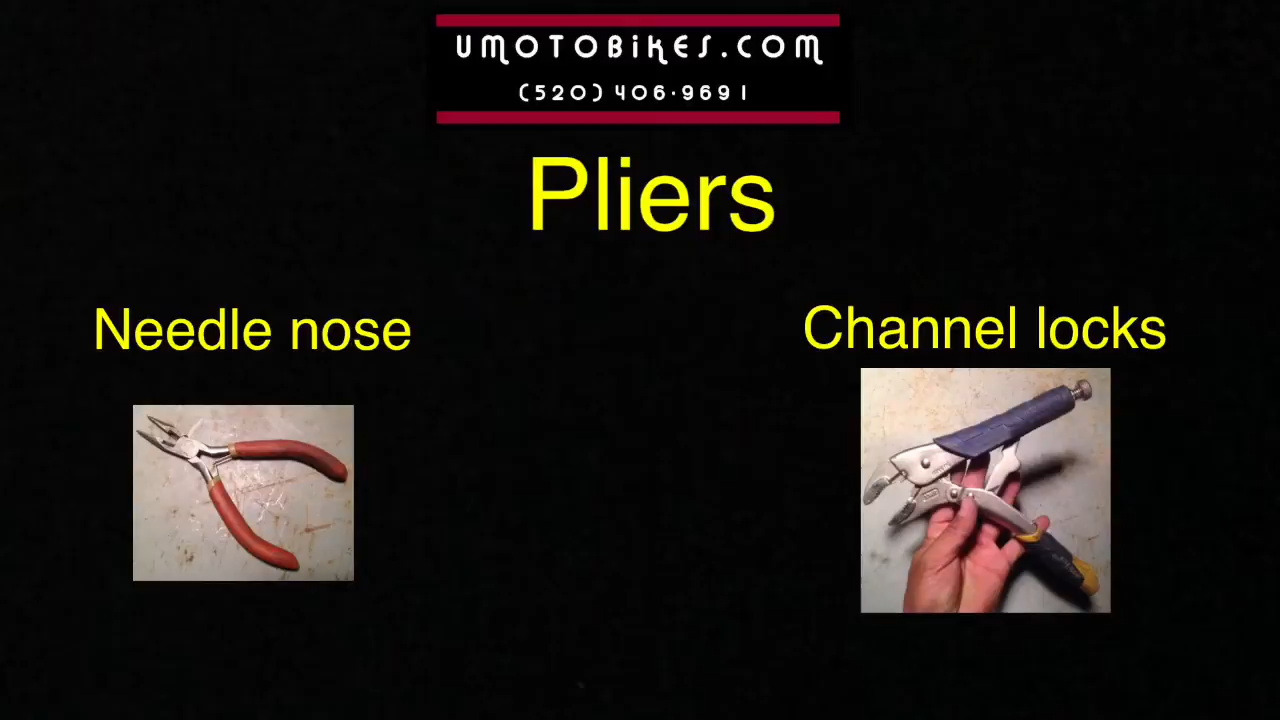 UMOTOBIKES.COM
(520) 406-9691
Pliers
Needle nose
Channel locks